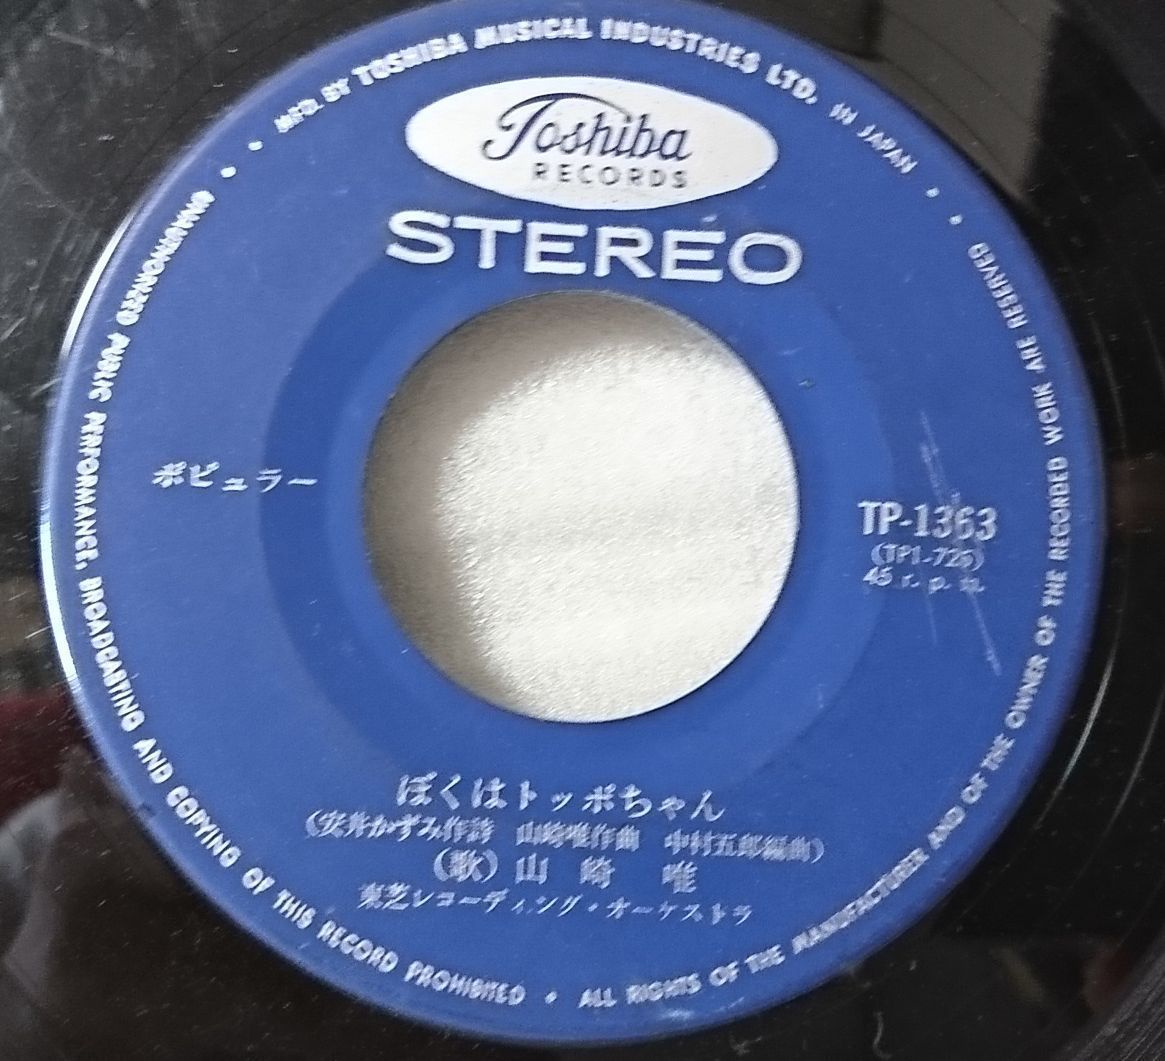 MFD. BY TOSHIBA MUSICAL INDUSTRIES LTD. IN JAPAN
Toshiba
RECORDS
STEREO
ポピュラー
TP-1363
(TP1-726)
45 r. p. m.
ぼくはトッポちゃん
(安井かずみ作詩 山崎唯作曲 中村五郎編曲)
(歌) 山崎 唯
東芝レコーディング・オーケストラ
UNAUTHORIZED PUBLIC PERFORMANCE, BROADCASTING AND COPYING OF THIS RECORD PROHIBITED • ALL RIGHTS OF THE MANUFACTURER AND OF THE OWNER OF THE RECORDED WORK ARE RESERVED